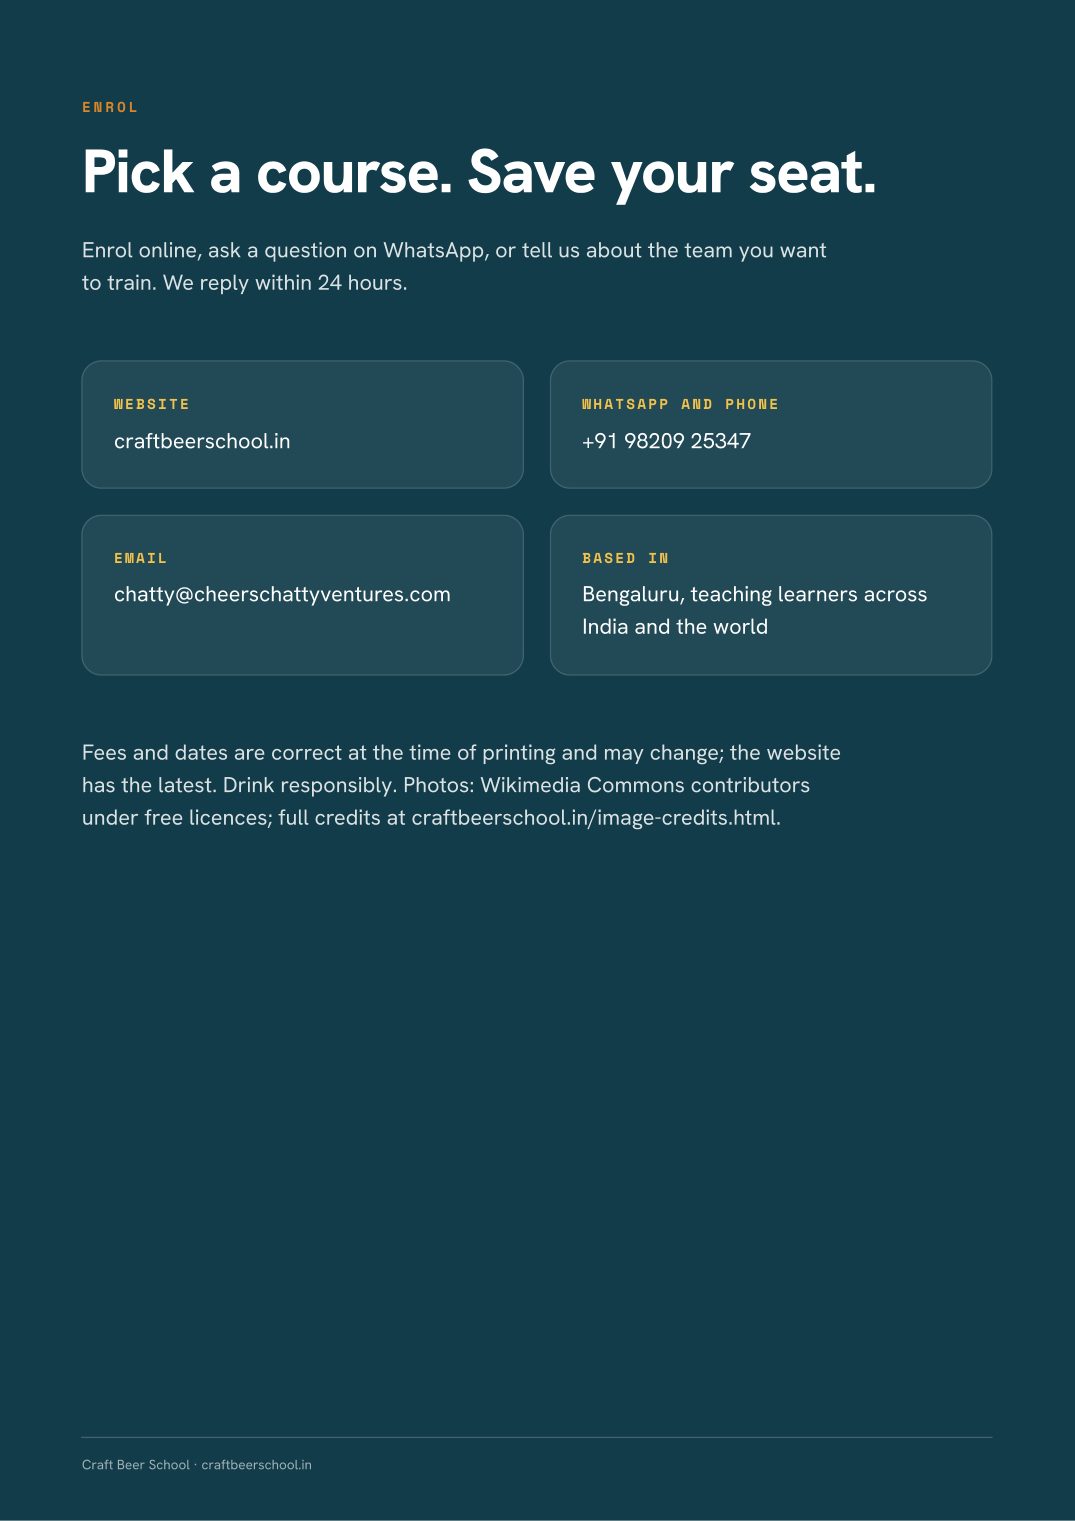 ENROL
Pick a course. Save your seat.
Enrol online, ask a question on WhatsApp, or tell us about the team you want
to train. We reply within 24 hours.
WEBSITE
craftbeerschool.in
WHATSAPP AND PHONE
+91 98209 25347
EMAIL
chatty@cheerschattyventures.com
BASED IN
Bengaluru, teaching learners across
India and the world
Fees and dates are correct at the time of printing and may change; the website
has the latest. Drink responsibly. Photos: Wikimedia Commons contributors
under free licences; full credits at craftbeerschool.in/image-credits.html.
Craft Beer School · craftbeerschool.in